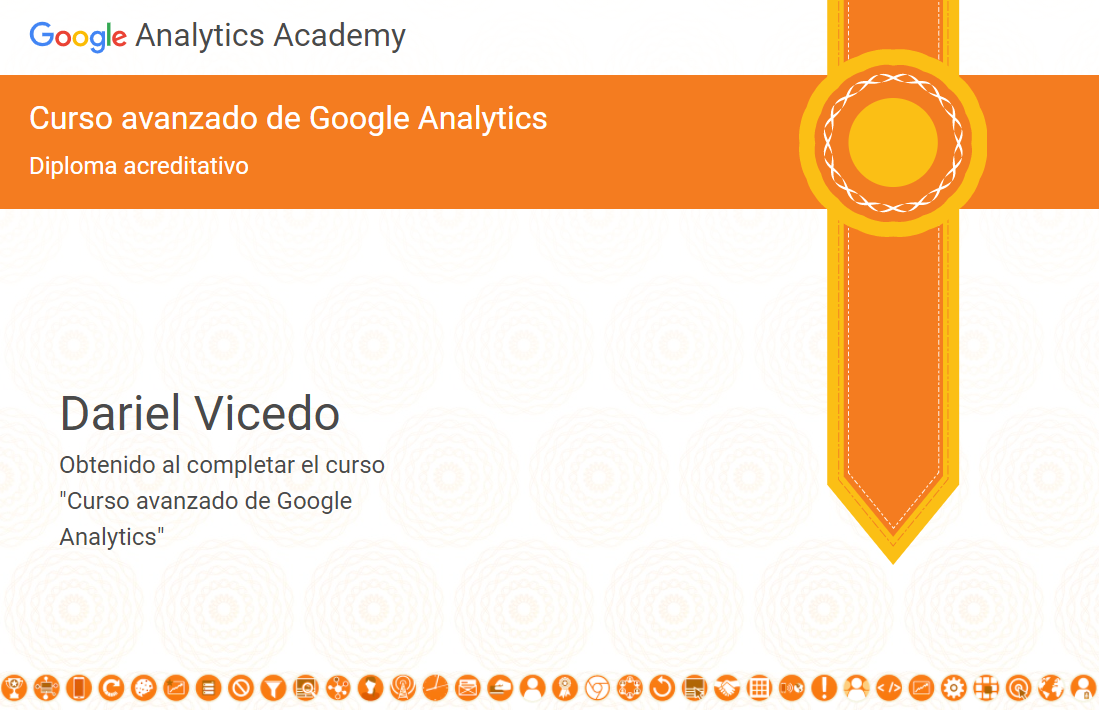 Google Analytics Academy
Curso avanzado de Google Analytics
Diploma acreditativo
Dariel Vicedo
Obtenido al completar el curso
"Curso avanzado de Google
Analytics"